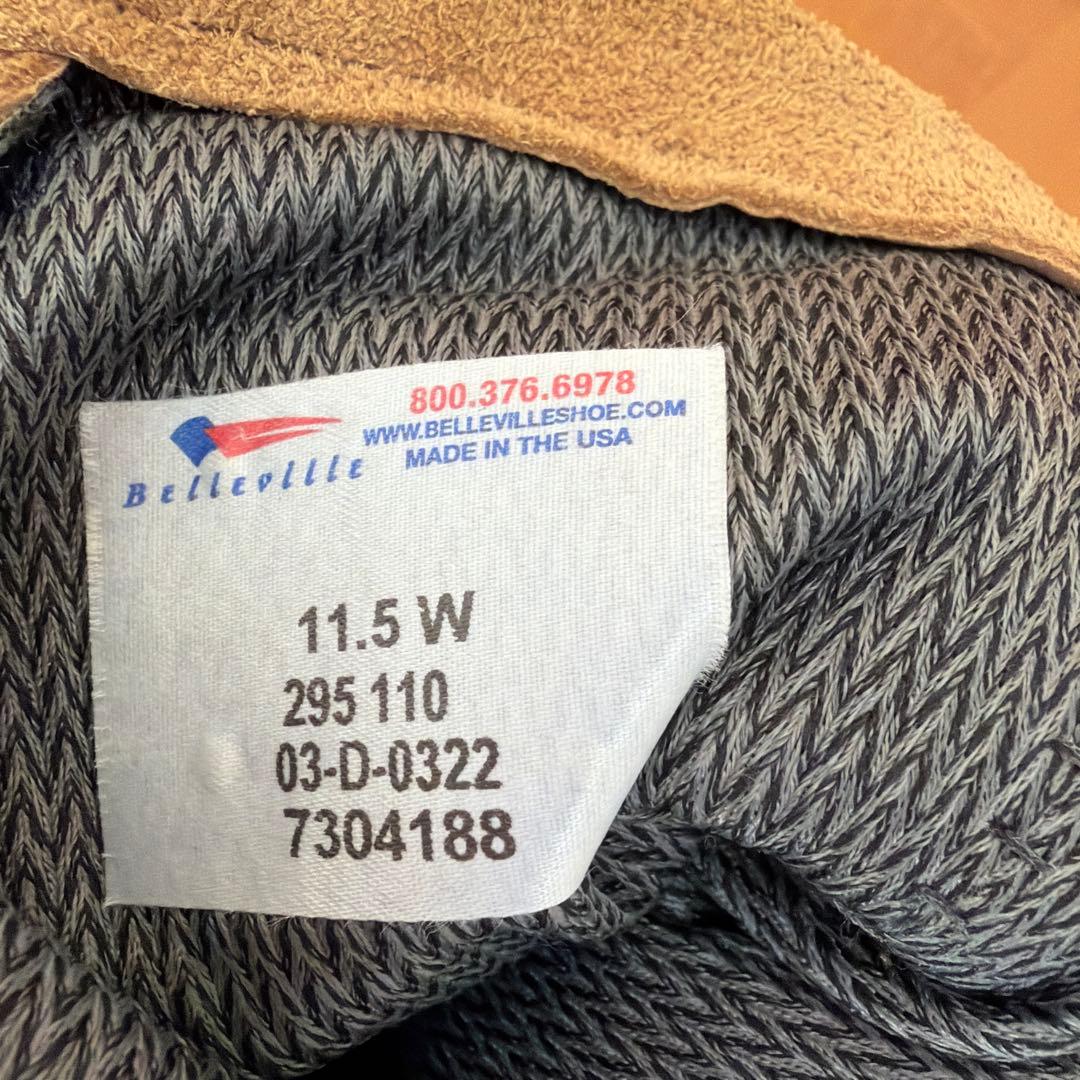 800.376.6978
WWW.BELLEVILLESHOE.COM
MADE IN THE USA
Belleville
11.5 W
295 110
03-D-0322
7304188